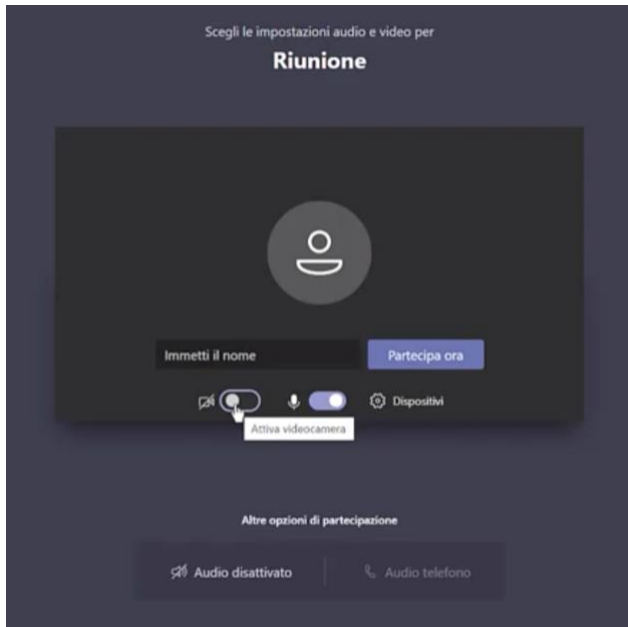 Scegli le impostazioni audio e video per
Riunione
Immetti il nome
Partecipa ora
Dispositivi
Attiva videocamera
Altre opzioni di partecipazione
Audio disattivato
Audio telefono